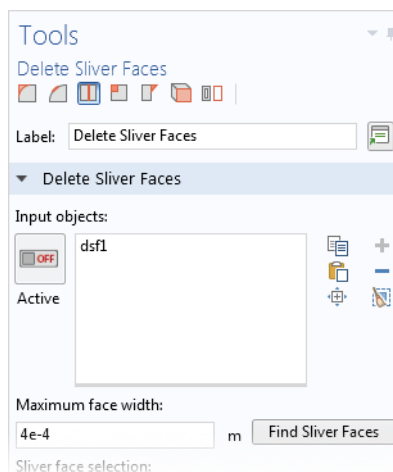 Tools
Delete Sliver Faces
Label: Delete Sliver Faces
Delete Sliver Faces
Input objects:
OFF dsf1
Active
Maximum face width:
4e-4 m Find Sliver Faces
Sliver face selection: